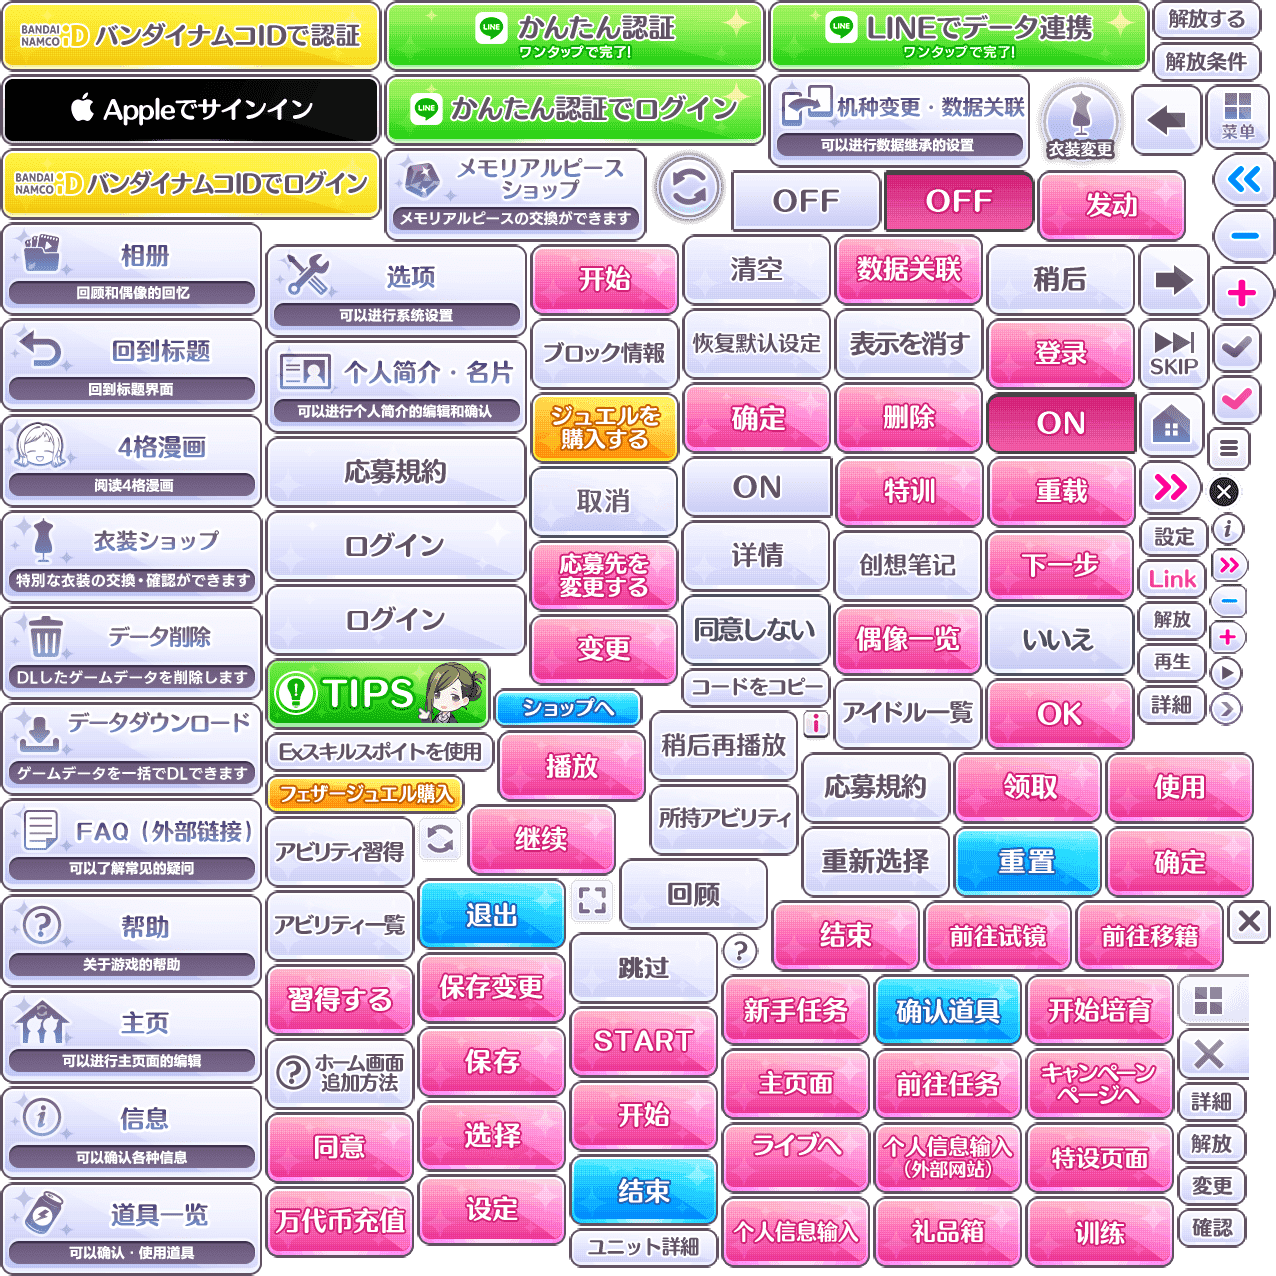 BANDAI NAMCO iD バンダイナムコIDで認証
LINE かんたん認証
ワンタップで完了!
LINE LINEでデータ連携
ワンタップで完了!
解放する
解放条件
Appleでサインイン
LINE かんたん認証でログイン
机种变更・数据关联
可以进行数据继承的设置
衣装変更
菜单
BANDAI NAMCO iD バンダイナムコIDでログイン
メモリアルピース
ショップ
メモリアルピースの交換ができます
OFF
OFF
发动
相册
回顾和偶像的回忆
选项
可以进行系统设置
开始
清空
数据关联
稍后
回到标题
回到标题界面
个人简介・名片
可以进行个人简介的编辑和确认
ブロック情報
恢复默认设定
表示を消す
登录
SKIP
4格漫画
阅读4格漫画
応募規約
ジュエルを
購入する
确定
删除
ON
衣装ショップ
特別な衣装の交換・確認ができます
ログイン
取消
ON
特训
重载
設定
データ削除
DLしたゲームデータを削除します
ログイン
応募先を
変更する
详情
创想笔记
下一步
Link
解放
TIPS
变更
同意しない
偶像一览
いいえ
再生
データダウンロード
ゲームデータを一括でDLできます
ショップへ
コードをコピー
アイドル一覧
OK
詳細
Exスキルスポイトを使用
播放
稍后再播放
フェザージュエル購入
応募規約
领取
使用
FAQ（外部链接）
可以了解常见的疑问
アビリティ習得
继续
所持アビリティ
重新选择
重置
确定
帮助
关于游戏的帮助
アビリティ一覧
退出
回顾
结束
前往试镜
前往移籍
主页
可以进行主页面的编辑
習得する
保存变更
跳过
新手任务
确认道具
开始培育
ホーム画面
追加方法
保存
START
主页面
前往任务
キャンペーン
ページへ
詳細
信息
可以确认各种信息
同意
选择
开始
ライブへ
个人信息输入
（外部网站）
特设页面
解放
变更
道具一览
可以确认・使用道具
万代币充值
设定
结束
ユニット詳細
个人信息输入
礼品箱
训练
確認